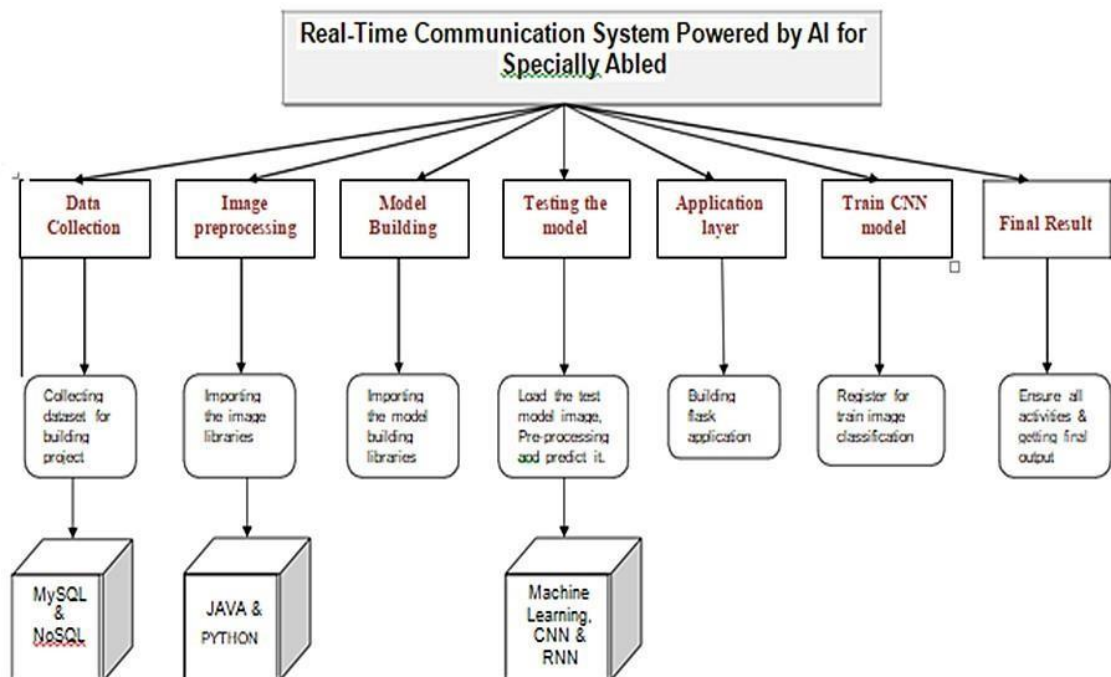 Real-Time Communication System Powered by AI for
Specially Abled
Data
Collection
Image
preprocessing
Model
Building
Testing the
model
Application
layer
Train CNN
model
Final Result
Collecting
dataset for
building
project
Importing
the image
libraries
Importing
the model
building
libraries
Load the test
model image,
Pre-processing
and predict it.
Building
flask
application
Register for
train image
classification
Ensure all
activities &
getting final
output
MySQL
&
NoSQL
JAVA &
PYTHON
Machine
Learning,
CNN &
RNN